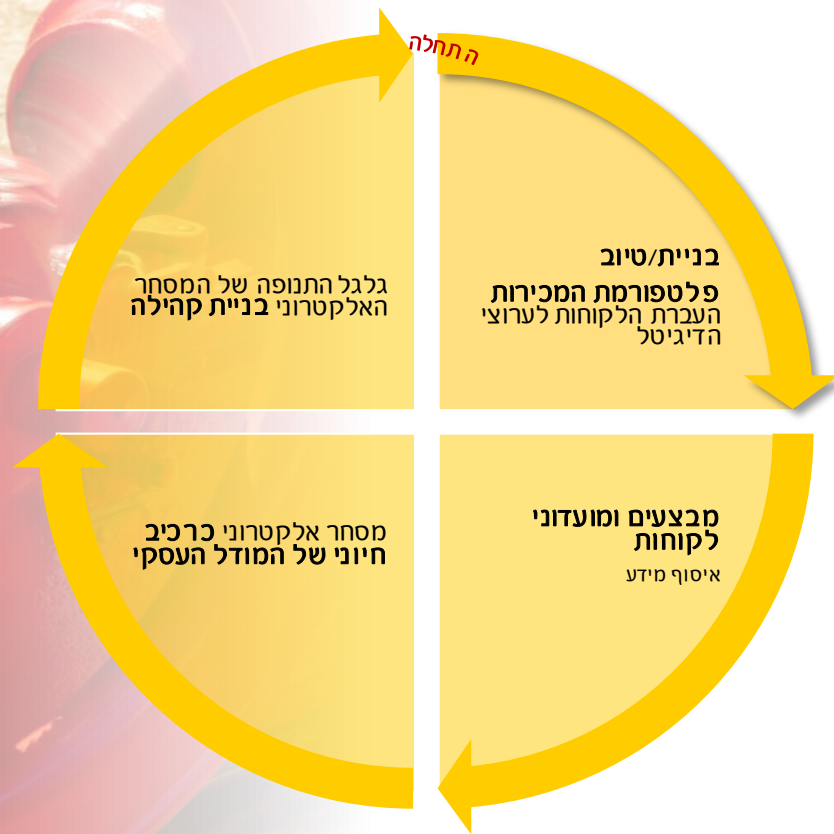 התחלה
בניית/טיוב
פלטפורמת המכירות
העברת הלקוחות לערוצי
הדיגיטל
מבצעים ומועדוני
לקוחות
איסוף מידע
מסחר אלקטרוני כרכיב
חיוני של המודל העסקי
גלגל התנופה של המסחר
האלקטרוני בניית קהילה